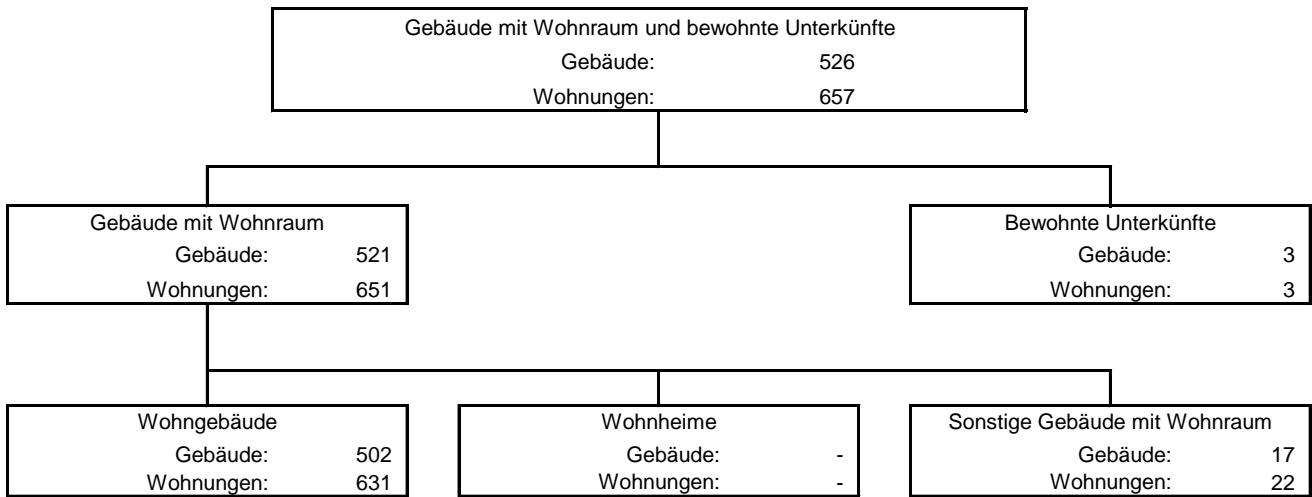 Gebäude mit Wohnraum und bewohnte Unterkünfte
Gebäude: 526
Wohnungen: 657
Gebäude mit Wohnraum
Gebäude: 521
Wohnungen: 651
Bewohnte Unterkünfte
Gebäude: 3
Wohnungen: 3
Wohngebäude
Gebäude: 502
Wohnungen: 631
Wohnheime
Gebäude: -
Wohnungen: -
Sonstige Gebäude mit Wohnraum
Gebäude: 17
Wohnungen: 22